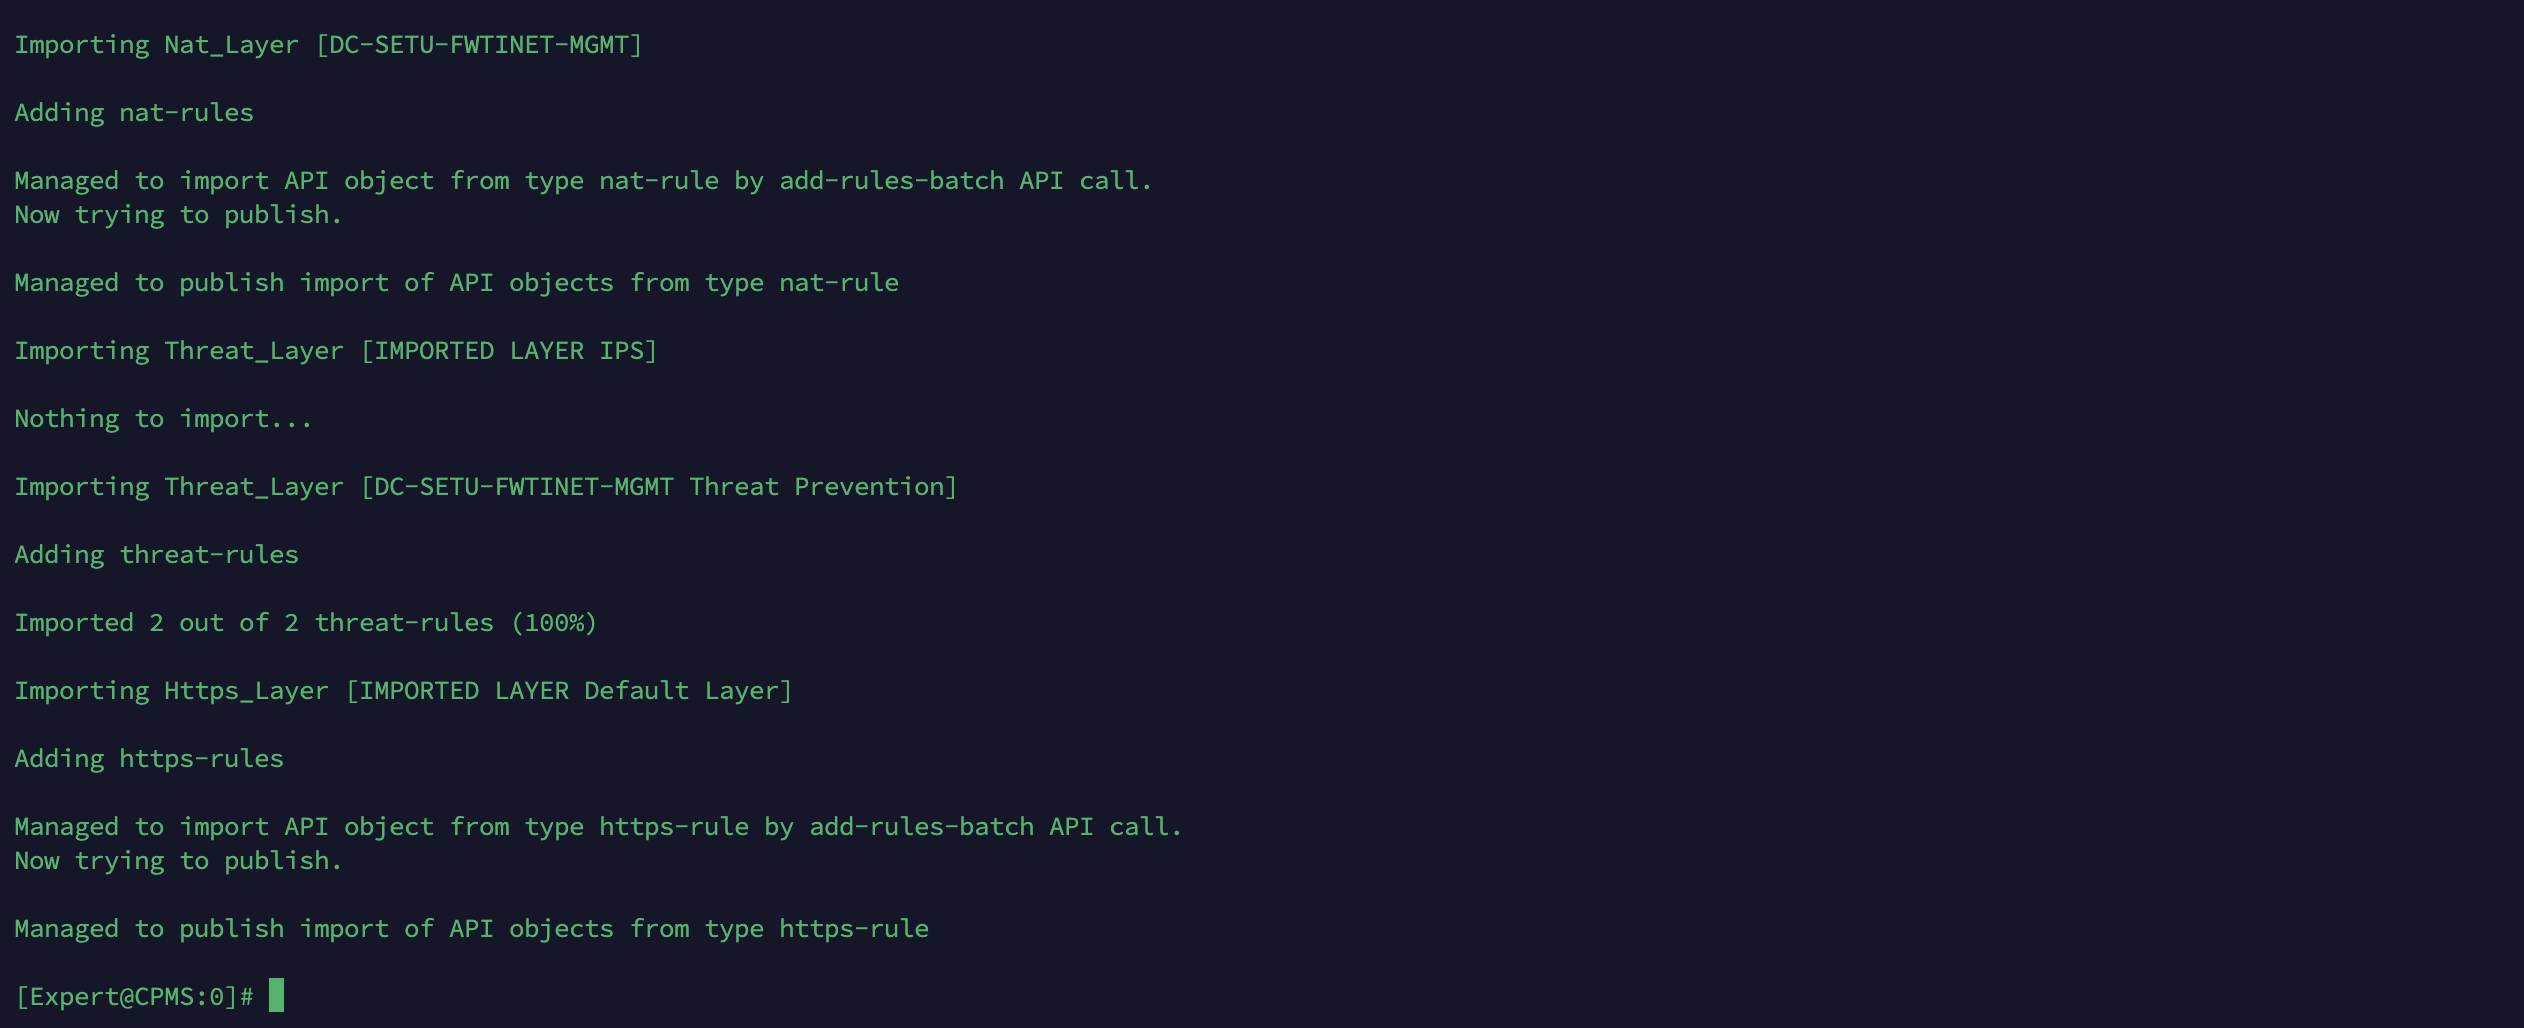 Importing Nat_Layer [DC-SETU-FWTINET-MGMT]
Adding nat-rules
Managed to import API object from type nat-rule by add-rules-batch API call.
Now trying to publish.
Managed to publish import of API objects from type nat-rule
Importing Threat_Layer [IMPORTED LAYER IPS]
Nothing to import...
Importing Threat_Layer [DC-SETU-FWTINET-MGMT Threat Prevention]
Adding threat-rules
Imported 2 out of 2 threat-rules (100%)
Importing Https_Layer [IMPORTED LAYER Default Layer]
Adding https-rules
Managed to import API object from type https-rule by add-rules-batch API call.
Now trying to publish.
Managed to publish import of API objects from type https-rule
[Expert@CPMS:0]#